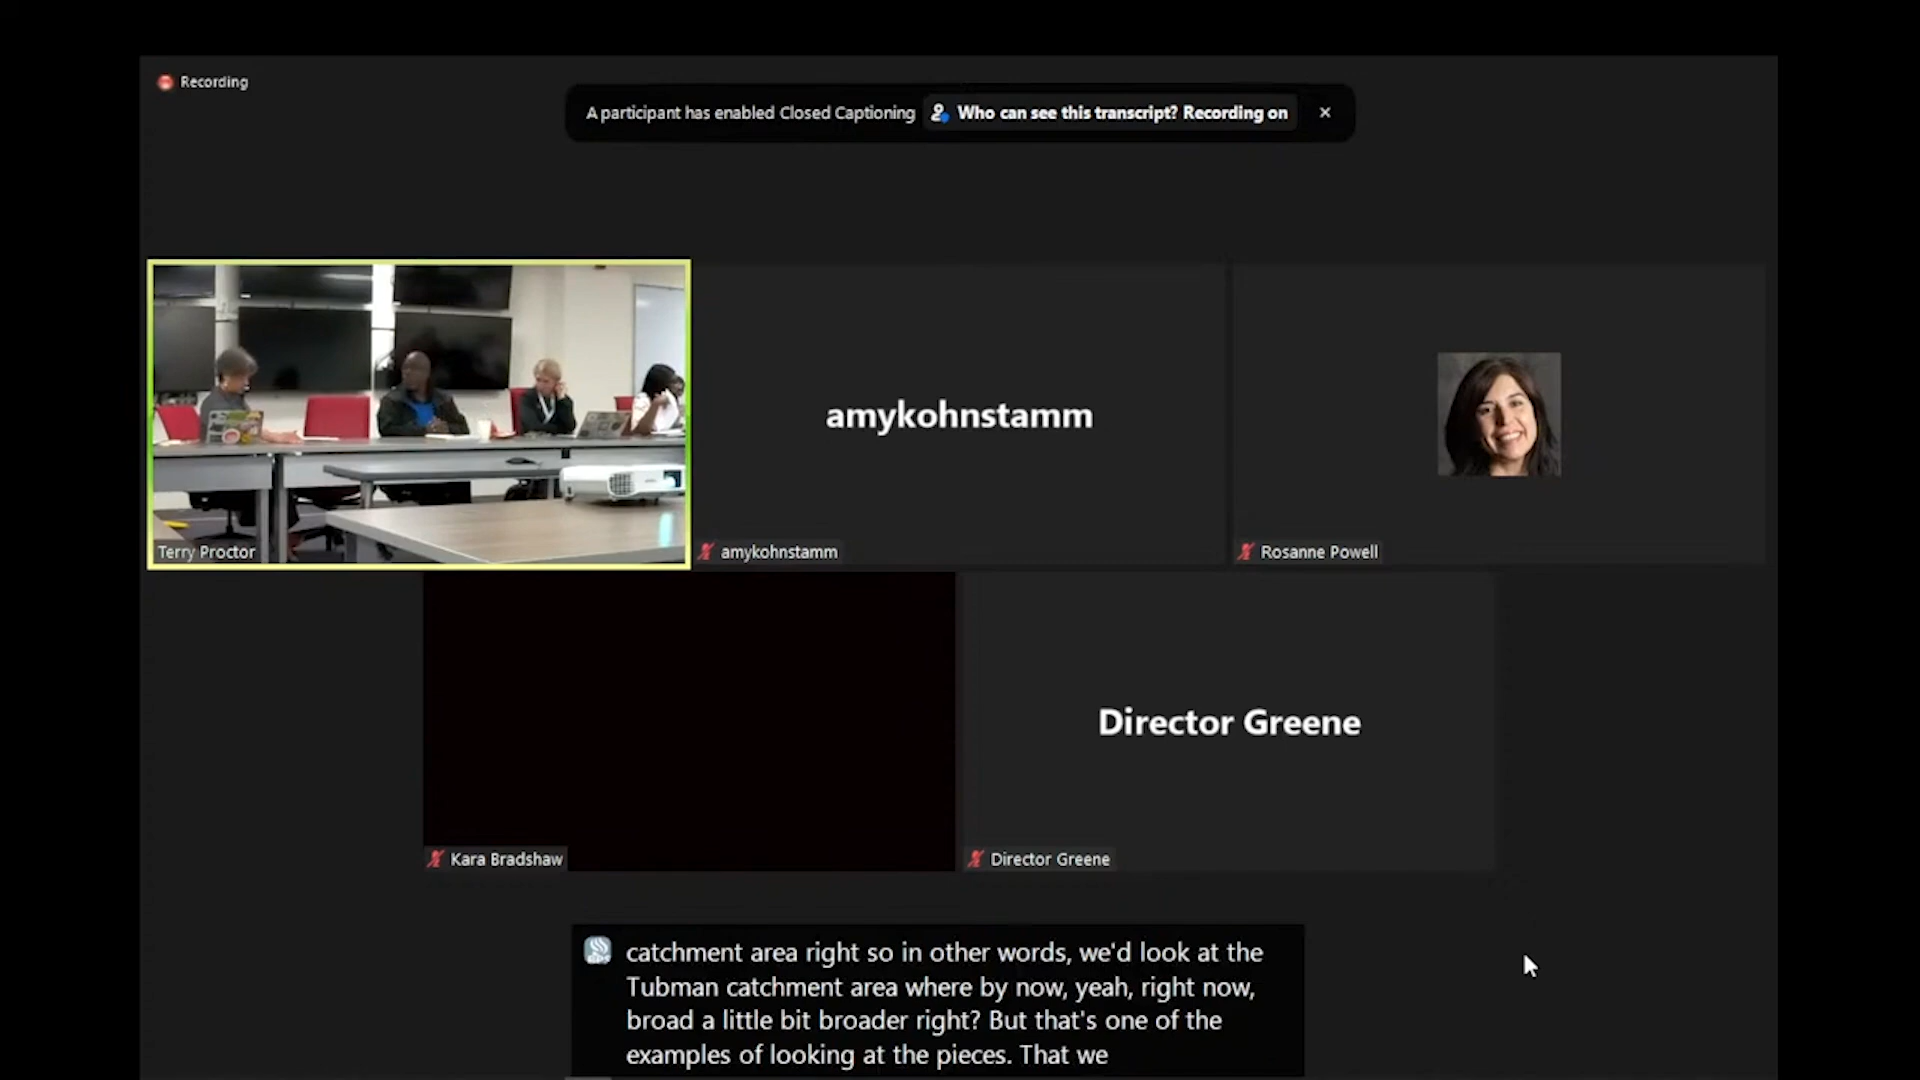 Recording
A participant has enabled Closed Captioning Who can see this transcript? Recording on
amykohnstamm
Terry Proctor
amykohnstamm
Rosanne Powell
Director Greene
Kara Bradshaw
Director Greene
catchment area right so in other words, we'd look at the
Tubman catchment area where by now, yeah, right now,
broad a little bit broader right? But that's one of the
examples of looking at the pieces. That we